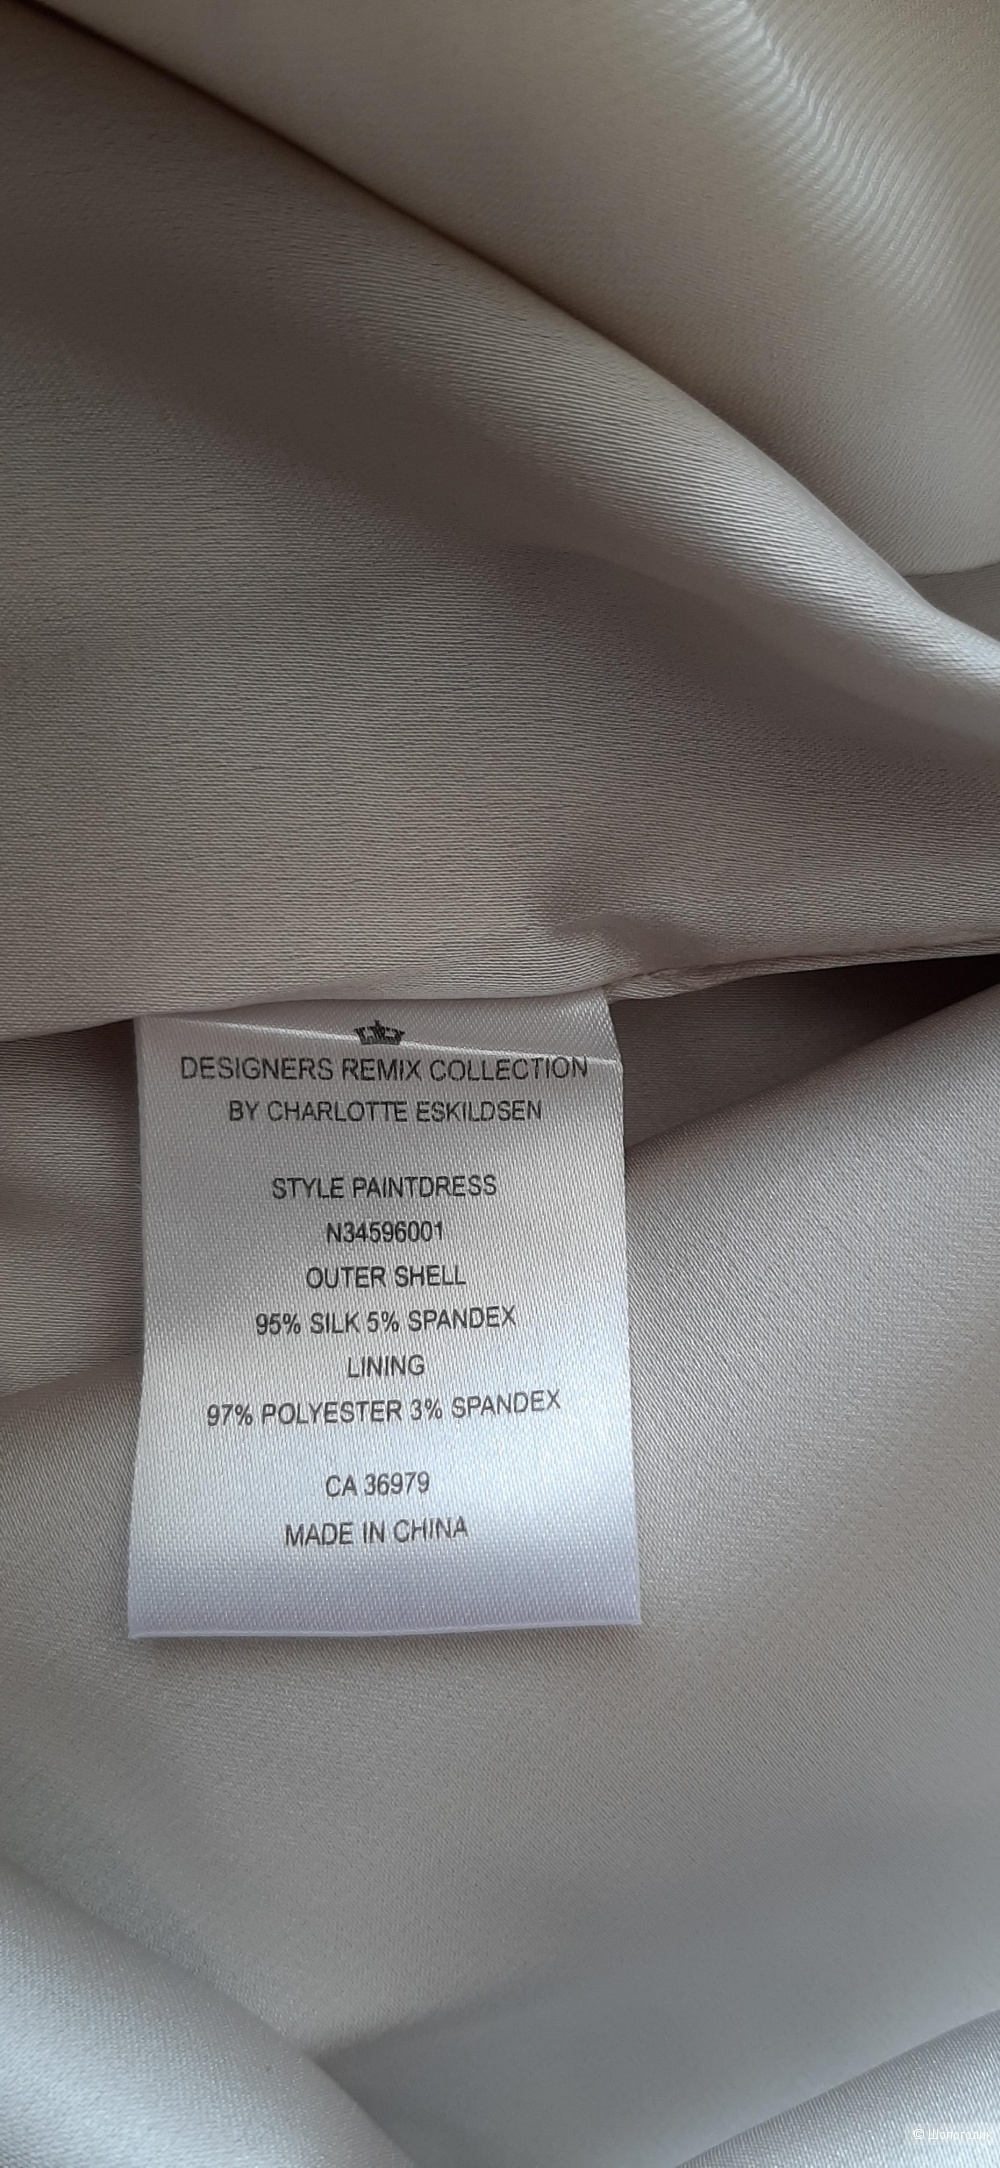 DESIGNERS REMIX COLLECTION
BY CHARLOTTE ESKILDSEN
STYLE PAINTDRESS
N34596001
OUTER SHELL
95% SILK 5% SPANDEX
LINING
97% POLYESTER 3% SPANDEX
CA 36979
MADE IN CHINA
© Шопоголик